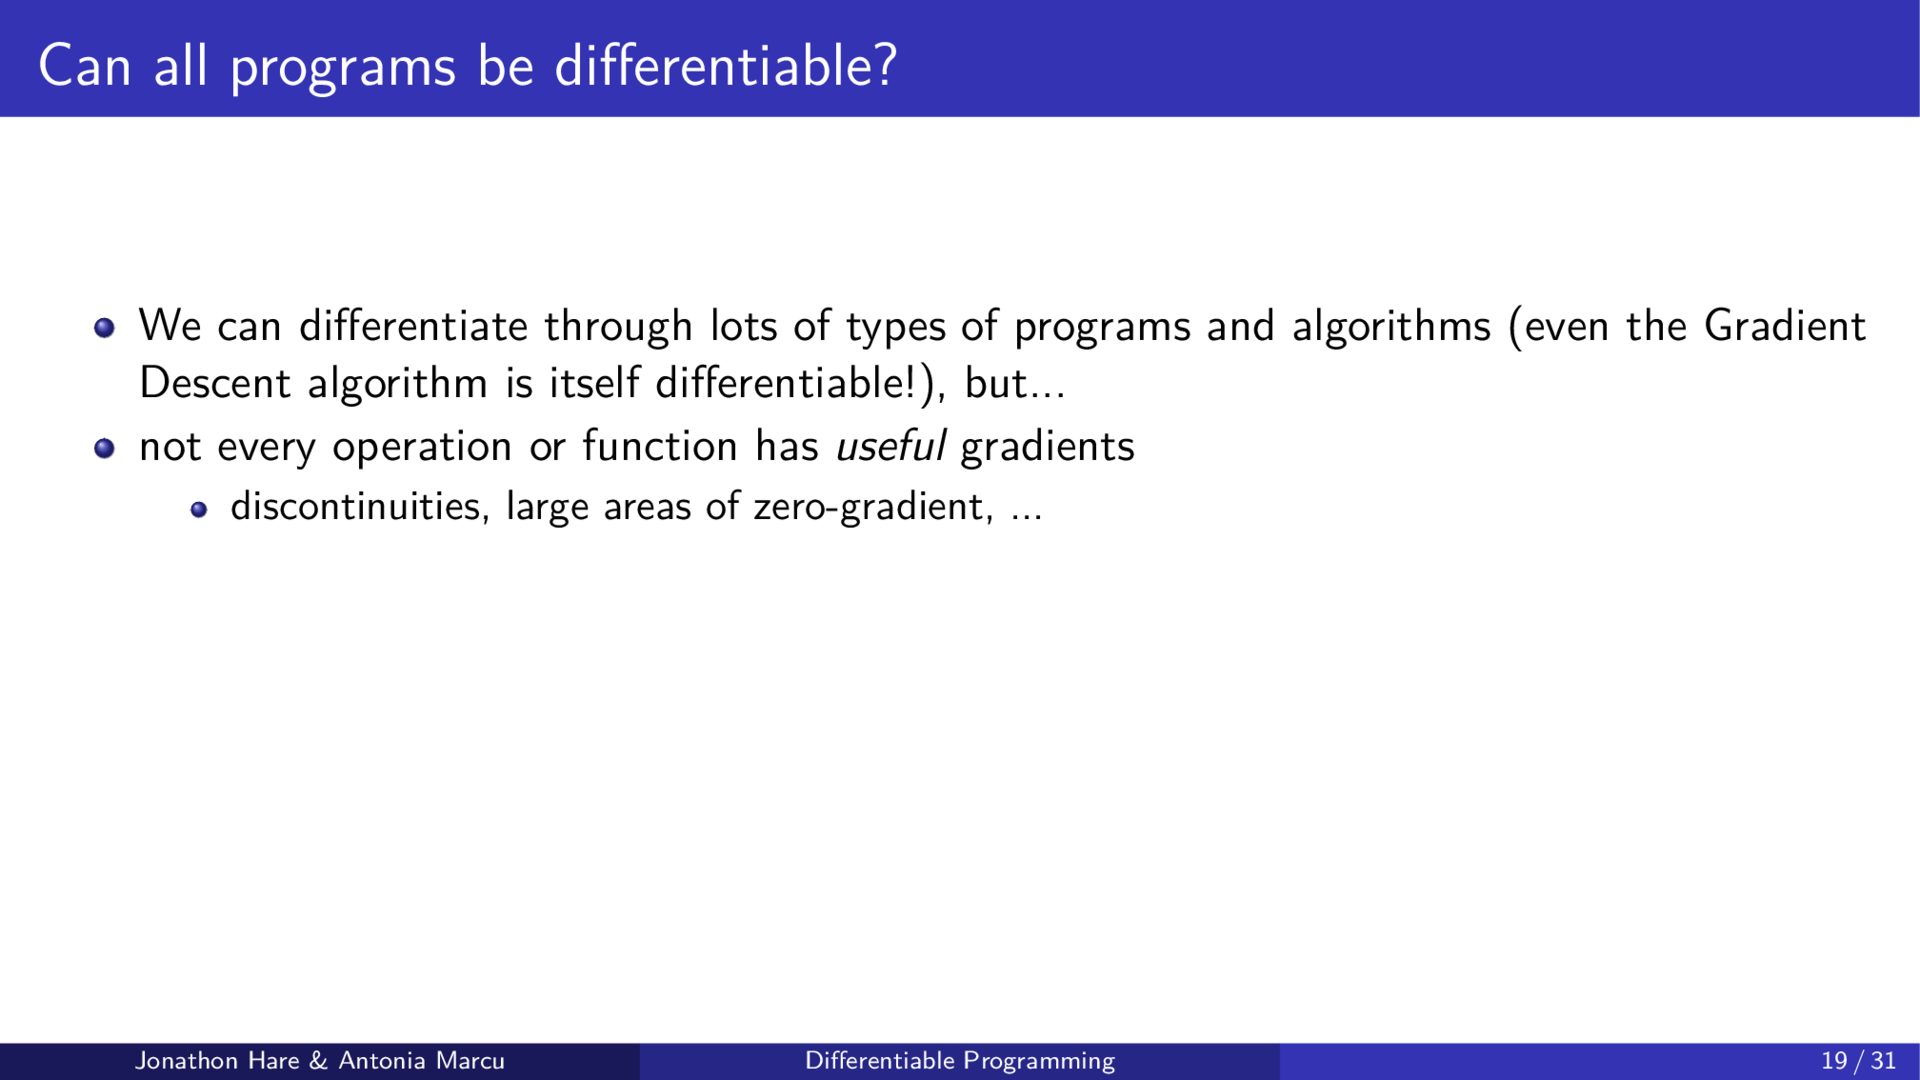 Can all programs be differentiable?
We can differentiate through lots of types of programs and algorithms (even the Gradient
Descent algorithm is itself differentiable!), but...
not every operation or function has useful gradients
discontinuities, large areas of zero-gradient, ...
Jonathon Hare & Antonia Marcu
Differentiable Programming
19 / 31